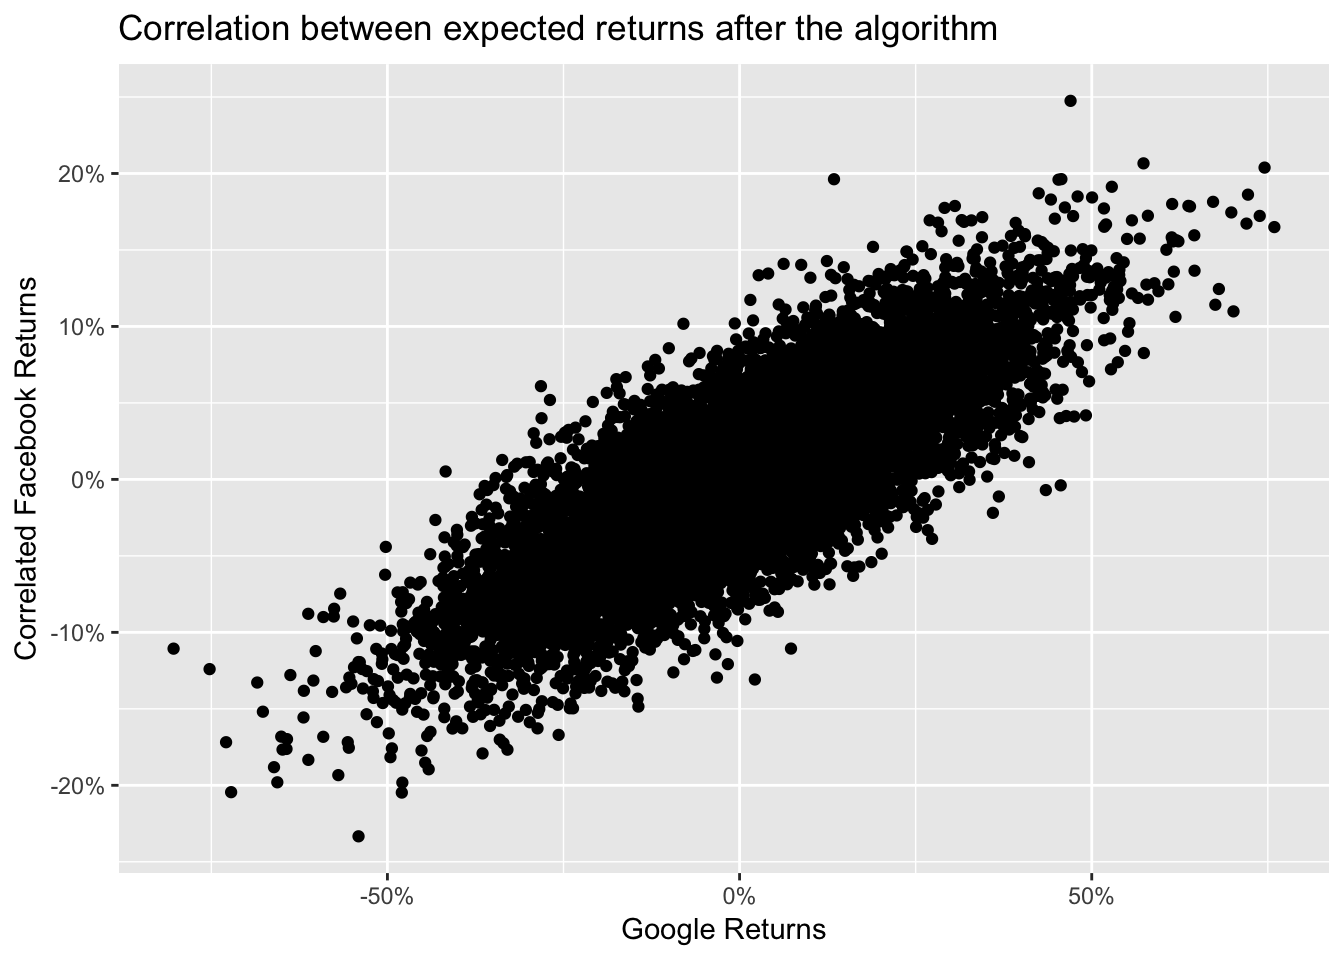 Correlation between expected returns after the algorithm
Correlated Facebook Returns
20%
10%
0%
-10%
-20%
-50%
0%
50%
Google Returns